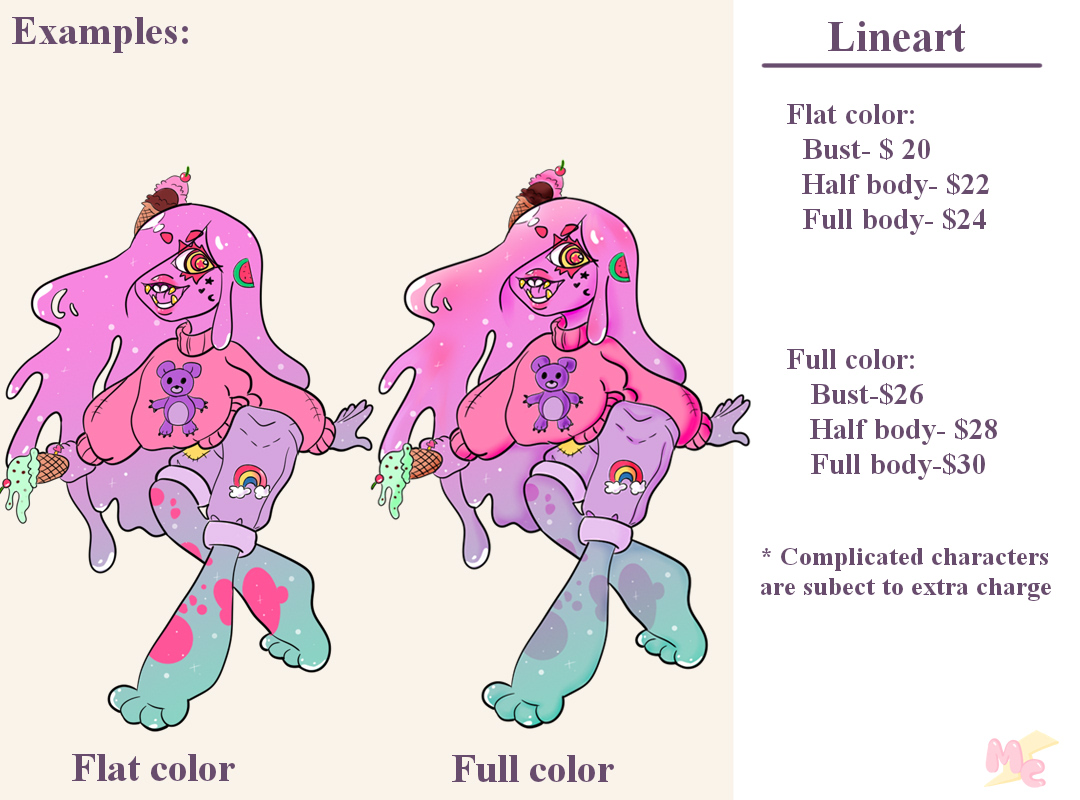 Examples:
Flat color
Full color
Lineart
Flat color:
Bust- $ 20
Half body- $22
Full body- $24
Full color:
Bust-$26
Half body- $28
Full body-$30
* Complicated characters
are subect to extra charge
Mc